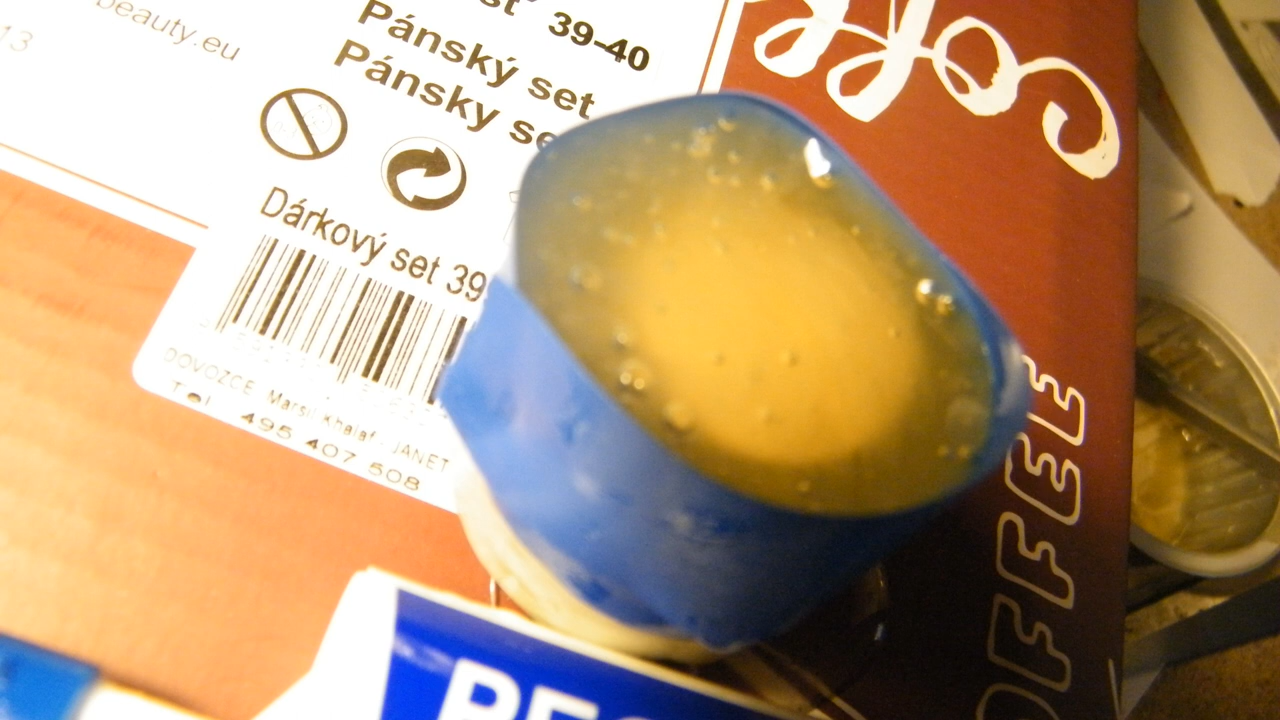 beauty.eu
13
39-40
Pánský set
Pánsky
Dárkový set 39
DOVOZCE Marsil Khalaf - JANET
Tel. 495 407 508
Coffee
OFFEE